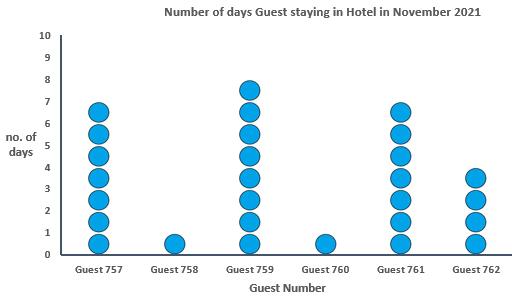 Number of days Guest staying in Hotel in November 2021
10
9
8
7
6
5
4
3
2
1
0
no. of
days
Guest 757 Guest 758 Guest 759 Guest 760 Guest 761 Guest 762
Guest Number